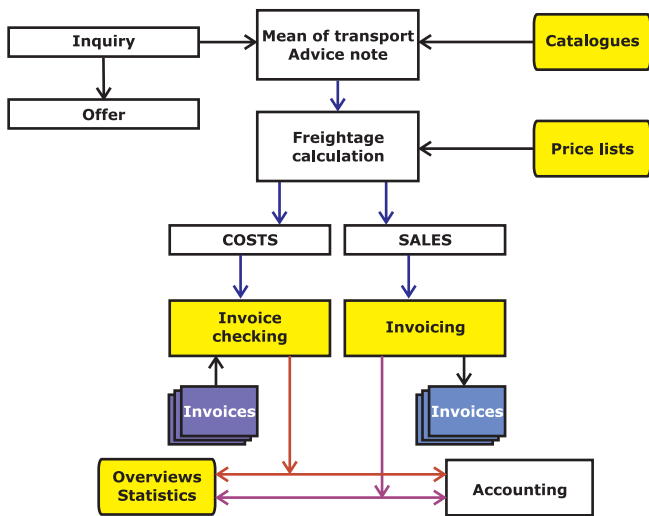 Inquiry
Mean of transport
Advice note
Catalogues
Offer
Freightage
calculation
Price lists
COSTS
SALES
Invoice
checking
Invoicing
Invoices
Invoices
Overviews
Statistics
Accounting